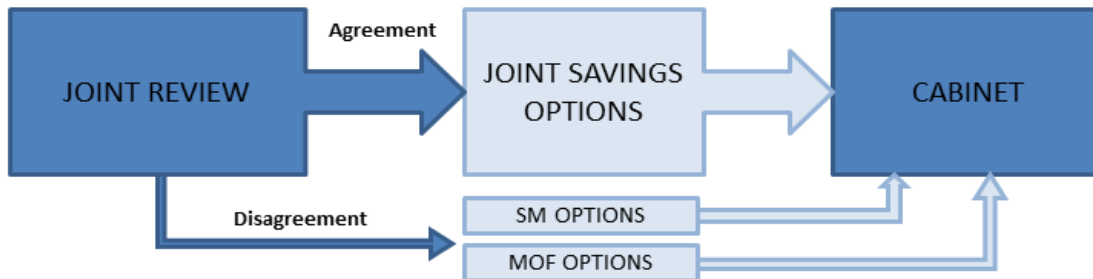 Agreement
JOINT REVIEW
JOINT SAVINGS
OPTIONS
CABINET
Disagreement
SM OPTIONS
MOF OPTIONS